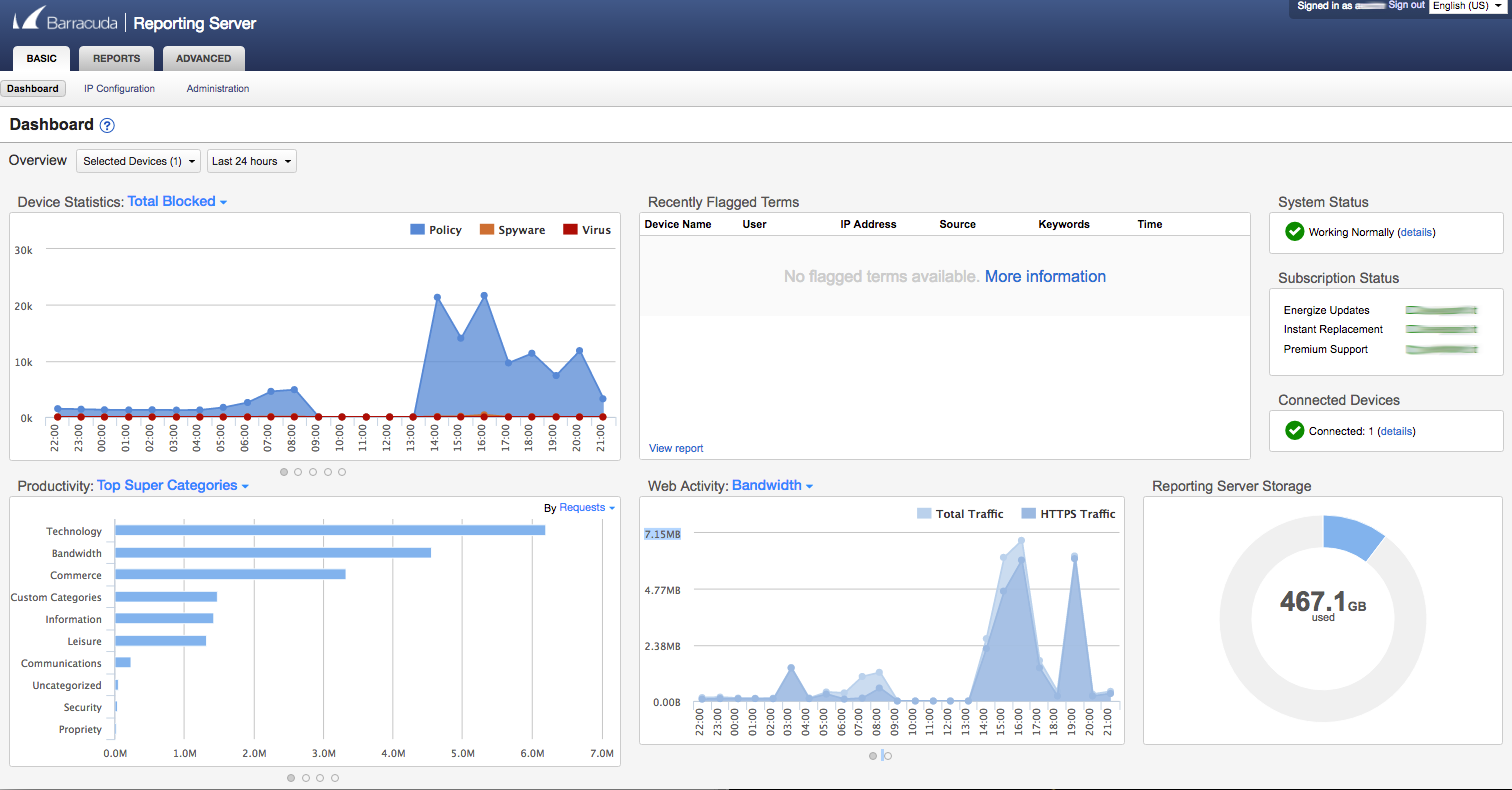 Barracuda | Reporting Server
Signed in as
Sign out
English (US)
BASIC
REPORTS
ADVANCED
Dashboard
IP Configuration
Administration
Dashboard ?
Overview
Selected Devices (1)
Last 24 hours
Device Statistics: Total Blocked
Policy
Spyware
Virus
30k
20k
10k
0k
22:00
23:00
00:00
01:00
02:00
03:00
04:00
05:00
06:00
07:00
08:00
09:00
10:00
11:00
12:00
13:00
14:00
15:00
16:00
17:00
18:00
19:00
20:00
21:00
Recently Flagged Terms
Device Name
User
IP Address
Source
Keywords
Time
No flagged terms available. More information
View report
System Status
Working Normally (details)
Subscription Status
Energize Updates
Instant Replacement
Premium Support
Connected Devices
Connected: 1 (details)
Productivity: Top Super Categories
By Requests
Technology
Bandwidth
Commerce
Custom Categories
Information
Leisure
Communications
Uncategorized
Security
Propriety
0.0M
1.0M
2.0M
3.0M
4.0M
5.0M
6.0M
7.0M
Web Activity: Bandwidth
Total Traffic
HTTPS Traffic
7.15MB
4.77MB
2.38MB
0.00B
22:00
23:00
00:00
01:00
02:00
03:00
04:00
05:00
06:00
07:00
08:00
09:00
10:00
11:00
12:00
13:00
14:00
15:00
16:00
17:00
18:00
19:00
20:00
21:00
Reporting Server Storage
467.1GB
used